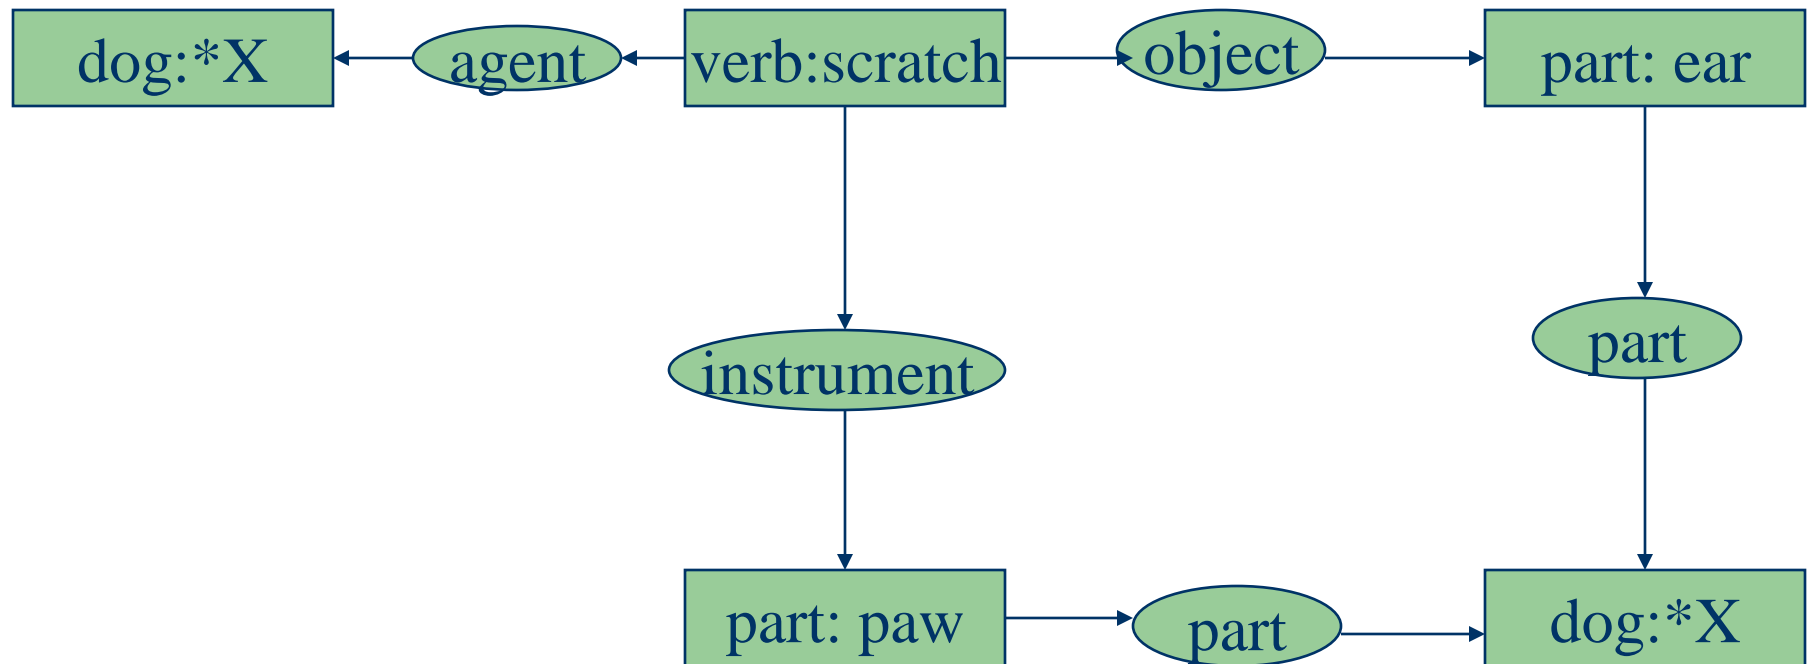 dog:*X
agent
verb:scratch
object
part: ear
instrument
part
part: paw
part
dog:*X